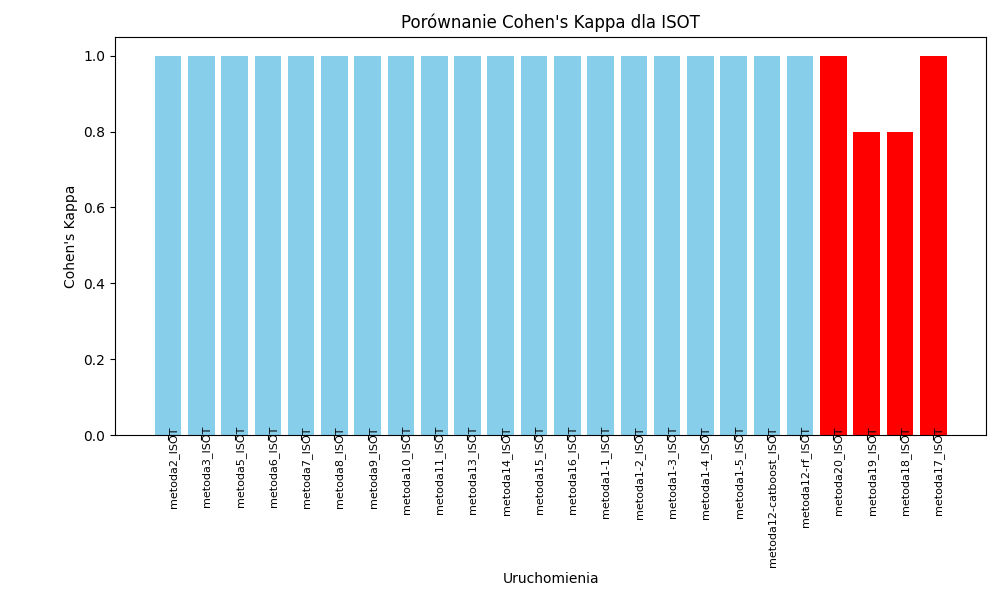 Porównanie Cohen's Kappa dla ISOT
1.0
0.8
0.6
0.4
0.2
0.0
Cohen's Kappa
metoda2_ISOT
metoda3_ISOT
metoda5_ISOT
metoda6_ISOT
metoda7_ISOT
metoda8_ISOT
metoda9_ISOT
metoda10_ISOT
metoda11_ISOT
metoda13_ISOT
metoda14_ISOT
metoda15_ISOT
metoda16_ISOT
metoda1-1_ISOT
metoda1-2_ISOT
metoda1-3_ISOT
metoda1-4_ISOT
metoda1-5_ISOT
metoda12-catboost_ISOT
metoda12-rf_ISOT
metoda20_ISOT
metoda19_ISOT
metoda18_ISOT
metoda17_ISOT
Uruchomienia